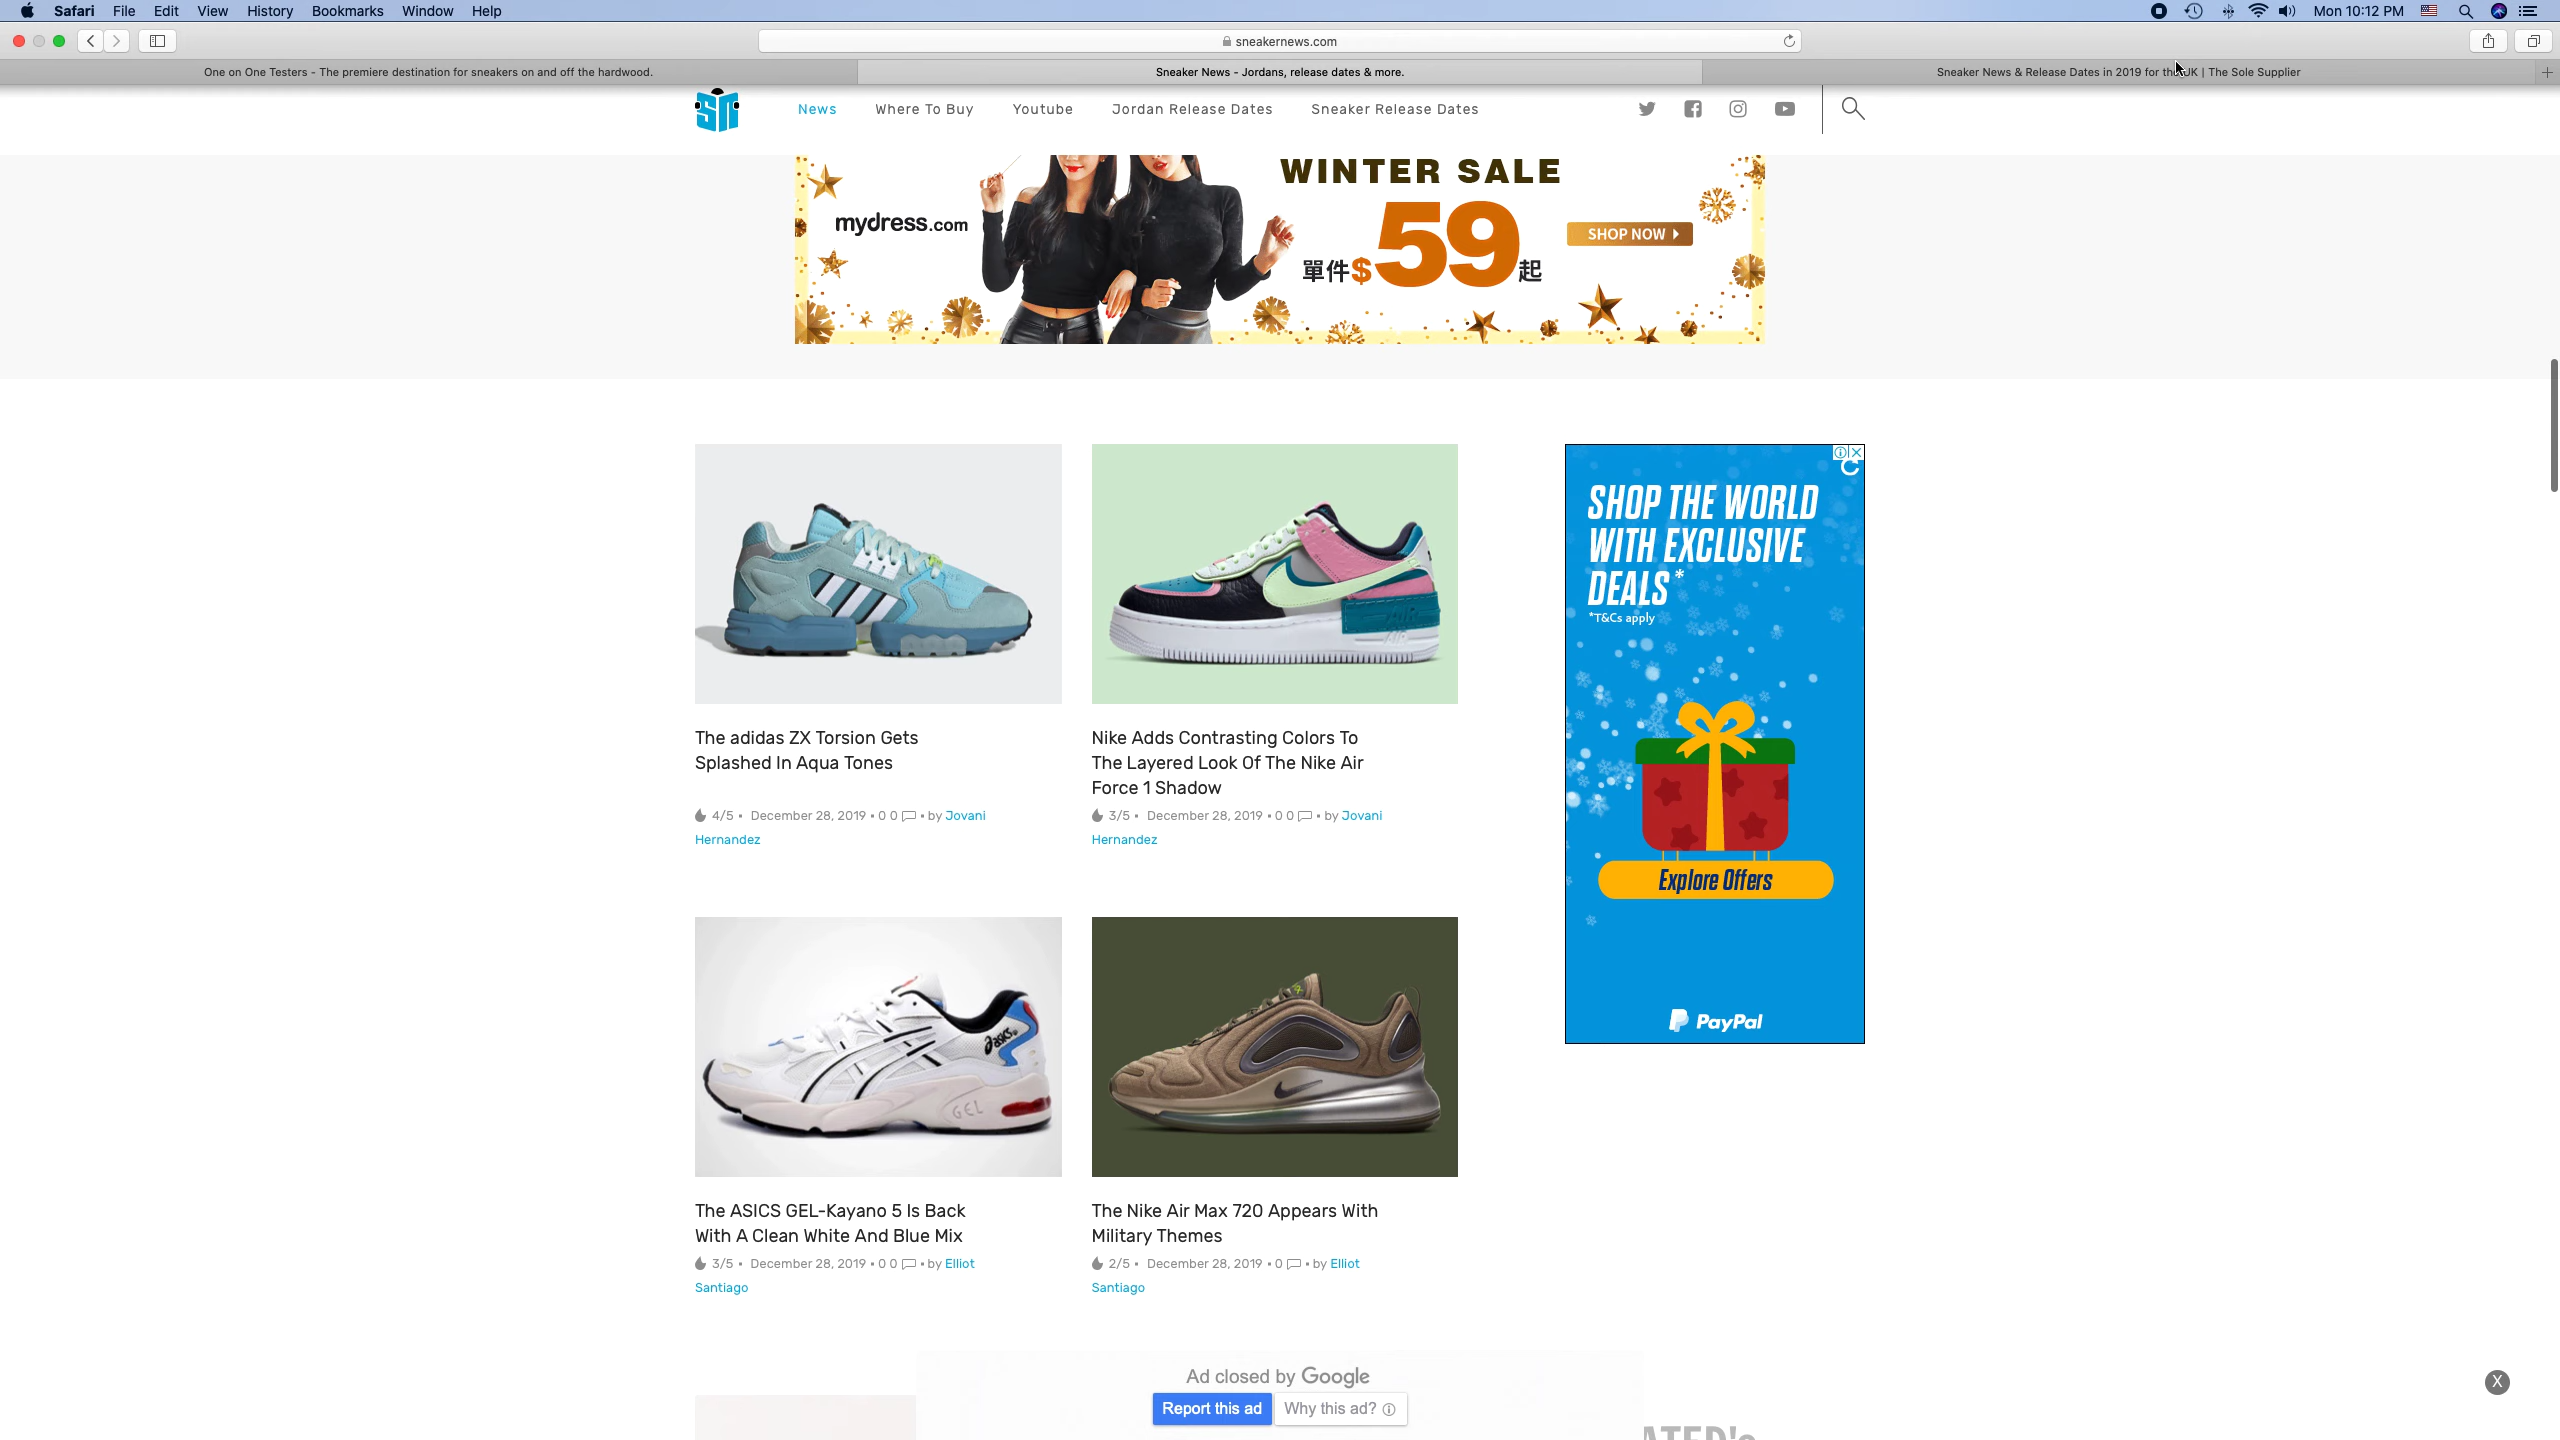 Safari File Edit View History Bookmarks Window Help
Mon 10:12 PM
sneakernews.com
One on One Testers - The premiere destination for sneakers on and off the hardwood.
Sneaker News - Jordans, release dates & more.
Sneaker News & Release Dates in 2019 for the UK | The Sole Supplier
News Where To Buy Youtube Jordan Release Dates Sneaker Release Dates
WINTER SALE
mydress.com
單件$59起
SHOP NOW
SHOP THE WORLD
WITH EXCLUSIVE
DEALS*
*T&Cs apply
Explore Offers
PayPal
The adidas ZX Torsion Gets
Splashed In Aqua Tones
4/5 • December 28, 2019 • 0 0 • by Jovani
Hernandez
Nike Adds Contrasting Colors To
The Layered Look Of The Nike Air
Force 1 Shadow
3/5 • December 28, 2019 • 0 0 • by Jovani
Hernandez
asics
GEL
The ASICS GEL-Kayano 5 Is Back
With A Clean White And Blue Mix
3/5 • December 28, 2019 • 0 0 • by Elliot
Santiago
The Nike Air Max 720 Appears With
Military Themes
2/5 • December 28, 2019 • 0 • by Elliot
Santiago
Ad closed by Google
Report this ad
Why this ad?
X